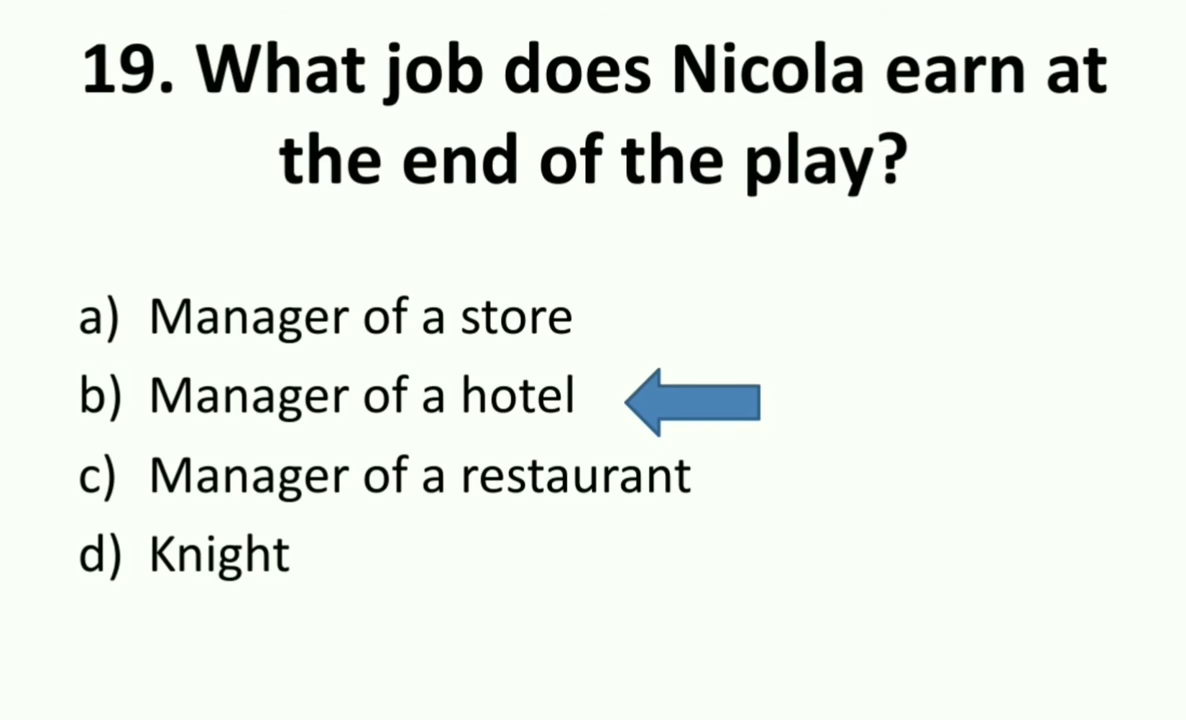 19. What job does Nicola earn at
the end of the play?
a) Manager of a store
b) Manager of a hotel
c) Manager of a restaurant
d) Knight